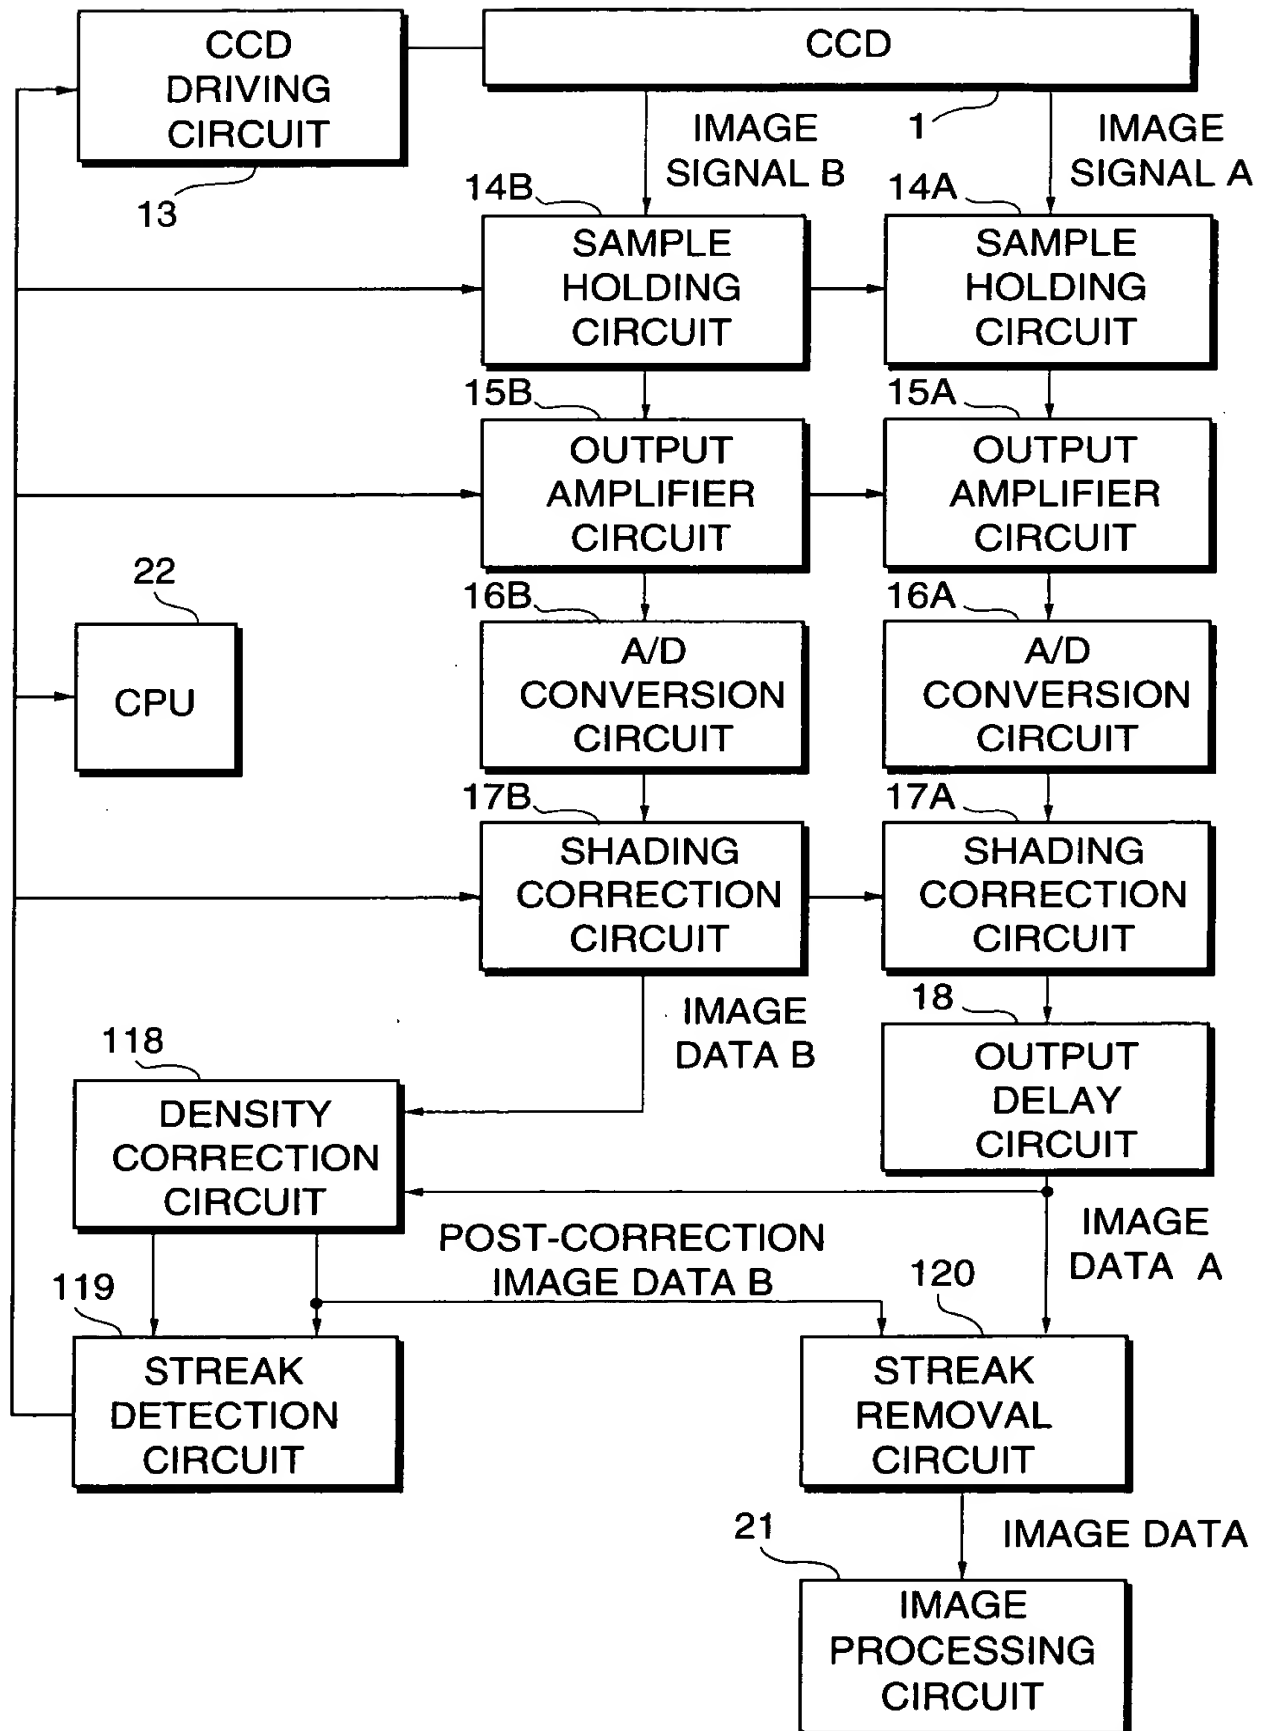 CCD
DRIVING
CIRCUIT
13
CCD
1
IMAGE
SIGNAL B
IMAGE
SIGNAL A
14B
SAMPLE
HOLDING
CIRCUIT
14A
SAMPLE
HOLDING
CIRCUIT
15B
OUTPUT
AMPLIFIER
CIRCUIT
15A
OUTPUT
AMPLIFIER
CIRCUIT
22
CPU
16B
A/D
CONVERSION
CIRCUIT
16A
A/D
CONVERSION
CIRCUIT
17B
SHADING
CORRECTION
CIRCUIT
17A
SHADING
CORRECTION
CIRCUIT
IMAGE
DATA B
18
OUTPUT
DELAY
CIRCUIT
118
DENSITY
CORRECTION
CIRCUIT
POST-CORRECTION
IMAGE DATA B
IMAGE
DATA A
119
STREAK
DETECTION
CIRCUIT
120
STREAK
REMOVAL
CIRCUIT
IMAGE DATA
21
IMAGE
PROCESSING
CIRCUIT